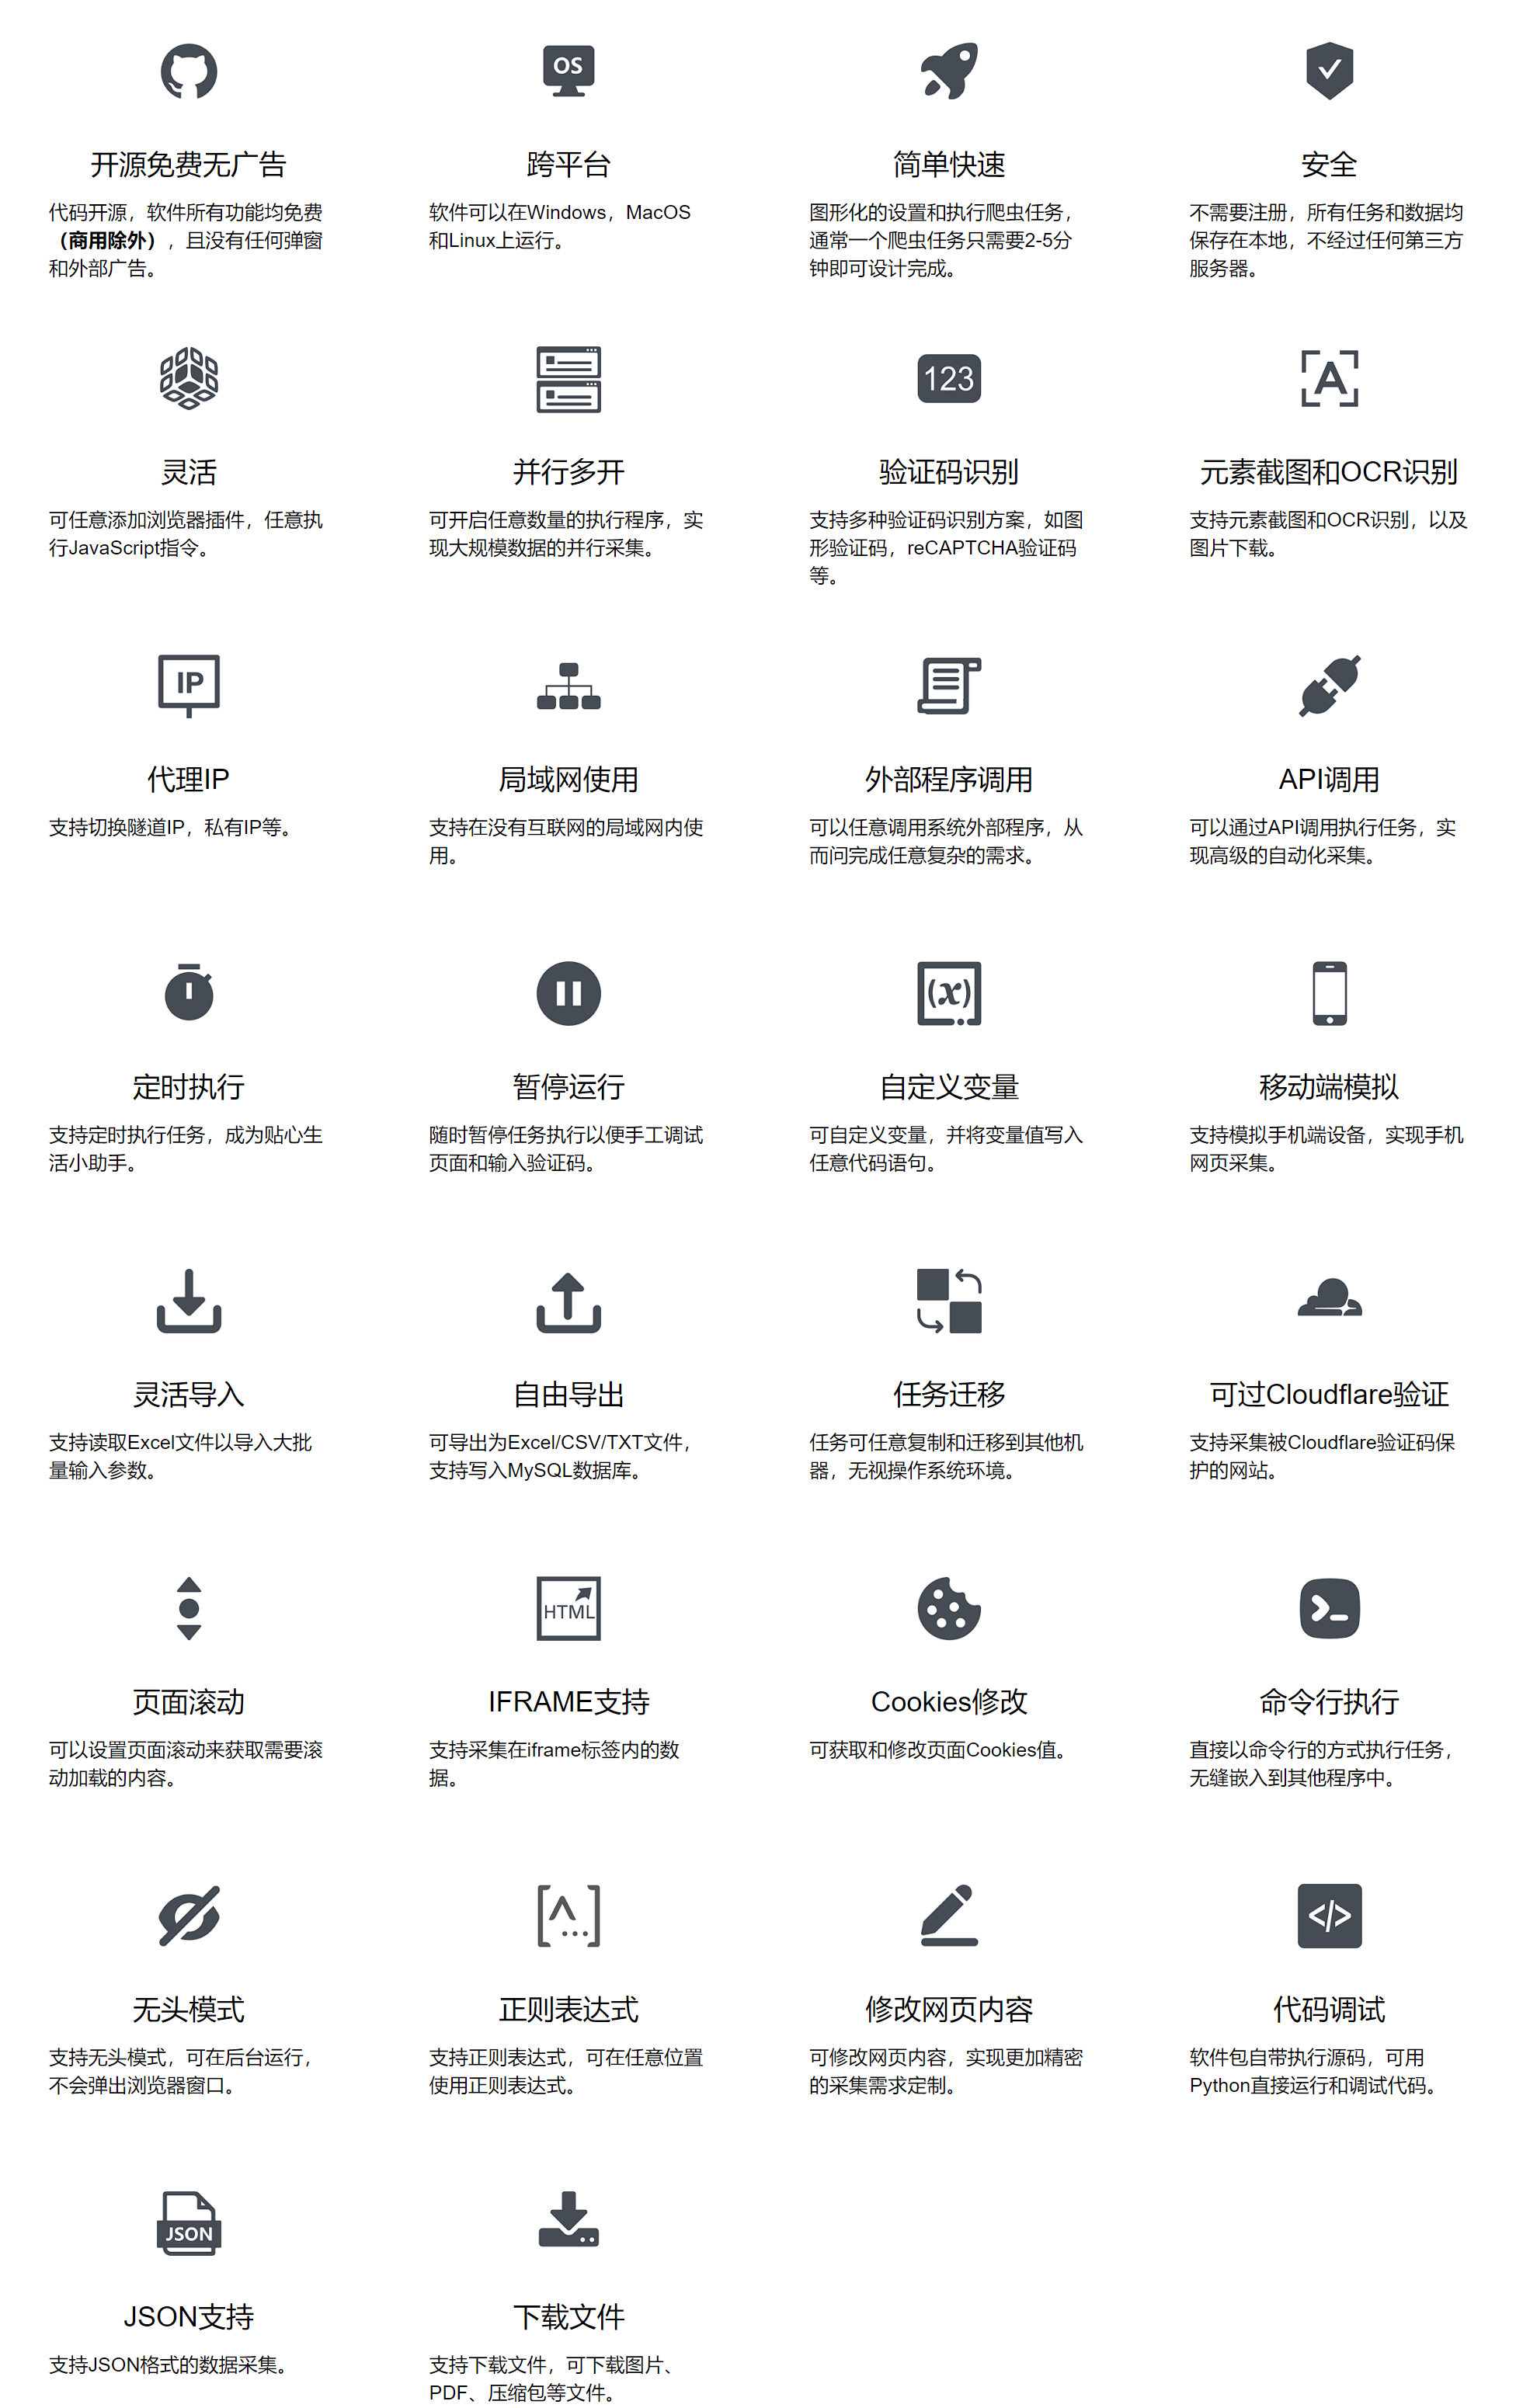 OS
开源免费无广告
代码开源，软件所有功能均免费
（商用除外），且没有任何弹窗
和外部广告。
跨平台
软件可以在Windows，MacOS
和Linux上运行。
简单快速
图形化的设置和执行爬虫任务，
通常一个爬虫任务只需要2-5分
钟即可设计完成。
安全
不需要注册，所有任务和数据均
保存在本地，不经过任何第三方
服务器。
123
A
灵活
可任意添加浏览器插件，任意执
行JavaScript指令。
并行多开
可开启任意数量的执行程序，实
现大规模数据的并行采集。
验证码识别
支持多种验证码识别方案，如图
形验证码，reCAPTCHA验证码
等。
元素截图和OCR识别
支持元素截图和OCR识别，以及
图片下载。
IP
代理IP
支持切换隧道IP，私有IP等。
局域网使用
支持在没有互联网的局域网内使
用。
外部程序调用
可以任意调用系统外部程序，从
而问完成任意复杂的需求。
API调用
可以通过API调用执行任务，实
现高级的自动化采集。
(x)
定时执行
支持定时执行任务，成为贴心生
活小助手。
暂停运行
随时暂停任务执行以便手工调试
页面和输入验证码。
自定义变量
可自定义变量，并将变量值写入
任意代码语句。
移动端模拟
支持模拟手机端设备，实现手机
网页采集。
灵活导入
支持读取Excel文件以导入大批
量输入参数。
自由导出
可导出为Excel/CSV/TXT文件，
支持写入MySQL数据库。
任务迁移
任务可任意复制和迁移到其他机
器，无视操作系统环境。
可过Cloudflare验证
支持采集被Cloudflare验证码保
护的网站。
HTML
页面滚动
可以设置页面滚动来获取需要滚
动加载的内容。
IFRAME支持
支持采集在iframe标签内的数
据。
Cookies修改
可获取和修改页面Cookies值。
命令行执行
直接以命令行的方式执行任务，
无缝嵌入到其他程序中。
[^...]
</>
无头模式
支持无头模式，可在后台运行，
不会弹出浏览器窗口。
正则表达式
支持正则表达式，可在任意位置
使用正则表达式。
修改网页内容
可修改网页内容，实现更加精密
的采集需求定制。
代码调试
软件包自带执行源码，可用
Python直接运行和调试代码。
JSON
JSON支持
支持JSON格式的数据采集。
下载文件
支持下载文件，可下载图片、
PDF、压缩包等文件。